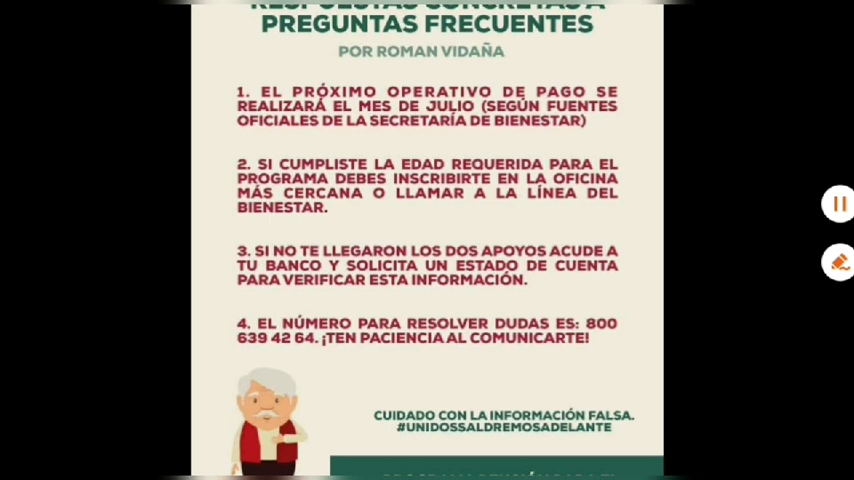 RESPUESTAS CONCRETAS A
PREGUNTAS FRECUENTES
POR ROMAN VIDAÑA
1. EL PRÓXIMO OPERATIVO DE PAGO SE
REALIZARÁ EL MES DE JULIO (SEGÚN FUENTES
OFICIALES DE LA SECRETARÍA DE BIENESTAR)
2. SI CUMPLISTE LA EDAD REQUERIDA PARA EL
PROGRAMA DEBES INSCRIBIRTE EN LA OFICINA
MÁS CERCANA O LLAMAR A LA LÍNEA DEL
BIENESTAR.
3. SI NO TE LLEGARON LOS DOS APOYOS ACUDE A
TU BANCO Y SOLICITA UN ESTADO DE CUENTA
PARA VERIFICAR ESTA INFORMACIÓN.
4. EL NÚMERO PARA RESOLVER DUDAS ES: 800
639 42 64. ¡TEN PACIENCIA AL COMUNICARTE!
CUIDADO CON LA INFORMACIÓN FALSA.
#UNIDOSSALDREMOSADELANTE